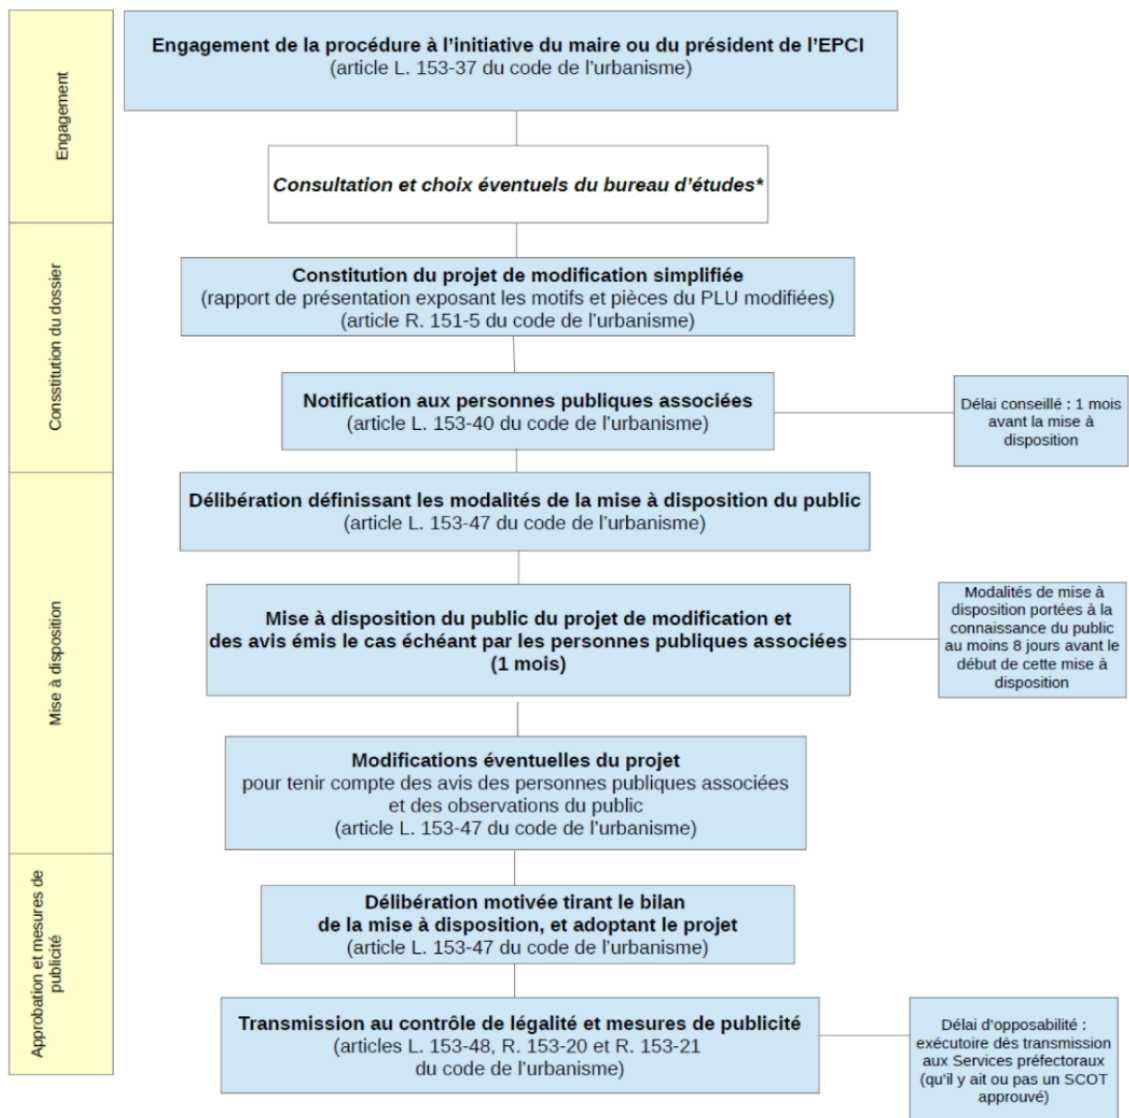 Engagement
Engagement de la procédure à l'initiative du maire ou du président de l'EPCI
(article L. 153-37 du code de l'urbanisme)
Consultation et choix éventuels du bureau d'études*
Consstitution du dossier
Constitution du projet de modification simplifiée
(rapport de présentation exposant les motifs et pièces du PLU modifiées)
(article R. 151-5 du code de l'urbanisme)
Notification aux personnes publiques associées
(article L. 153-40 du code de l'urbanisme)
Délai conseillé : 1 mois
avant la mise à
disposition
Mise à disposition
Délibération définissant les modalités de la mise à disposition du public
(article L. 153-47 du code de l'urbanisme)
Mise à disposition du public du projet de modification et
des avis émis le cas échéant par les personnes publiques associées
(1 mois)
Modalités de mise à
disposition portées à la
connaissance du public
au moins 8 jours avant le
début de cette mise à
disposition
Modifications éventuelles du projet
pour tenir compte des avis des personnes publiques associées
et des observations du public
(article L. 153-47 du code de l'urbanisme)
Approbation et mesures de
publicité
Délibération motivée tirant le bilan
de la mise à disposition, et adoptant le projet
(article L. 153-47 du code de l'urbanisme)
Transmission au contrôle de légalité et mesures de publicité
(articles L. 153-48, R. 153-20 et R. 153-21
du code de l'urbanisme)
Délai d'opposabilité :
exécutoire dès transmission
aux Services préfectoraux
(qu'il y ait ou pas un SCOT
approuvé)